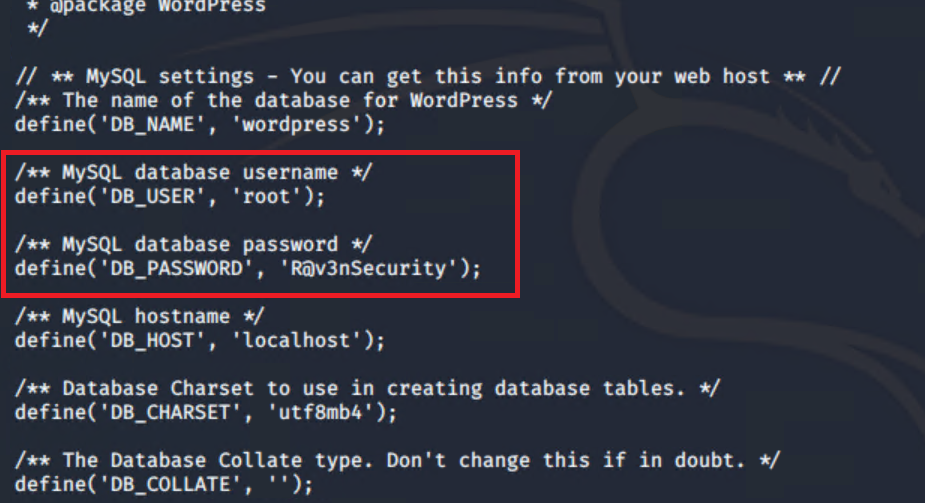 * @package WordPress
*/
// ** MySQL settings - You can get this info from your web host ** //
/** The name of the database for WordPress */
define('DB_NAME', 'wordpress');
/** MySQL database username */
define('DB_USER', 'root');
/** MySQL database password */
define('DB_PASSWORD', 'R@v3nSecurity');
/** MySQL hostname */
define('DB_HOST', 'localhost');
/** Database Charset to use in creating database tables. */
define('DB_CHARSET', 'utf8mb4');
/** The Database Collate type. Don't change this if in doubt. */
define('DB_COLLATE', '');